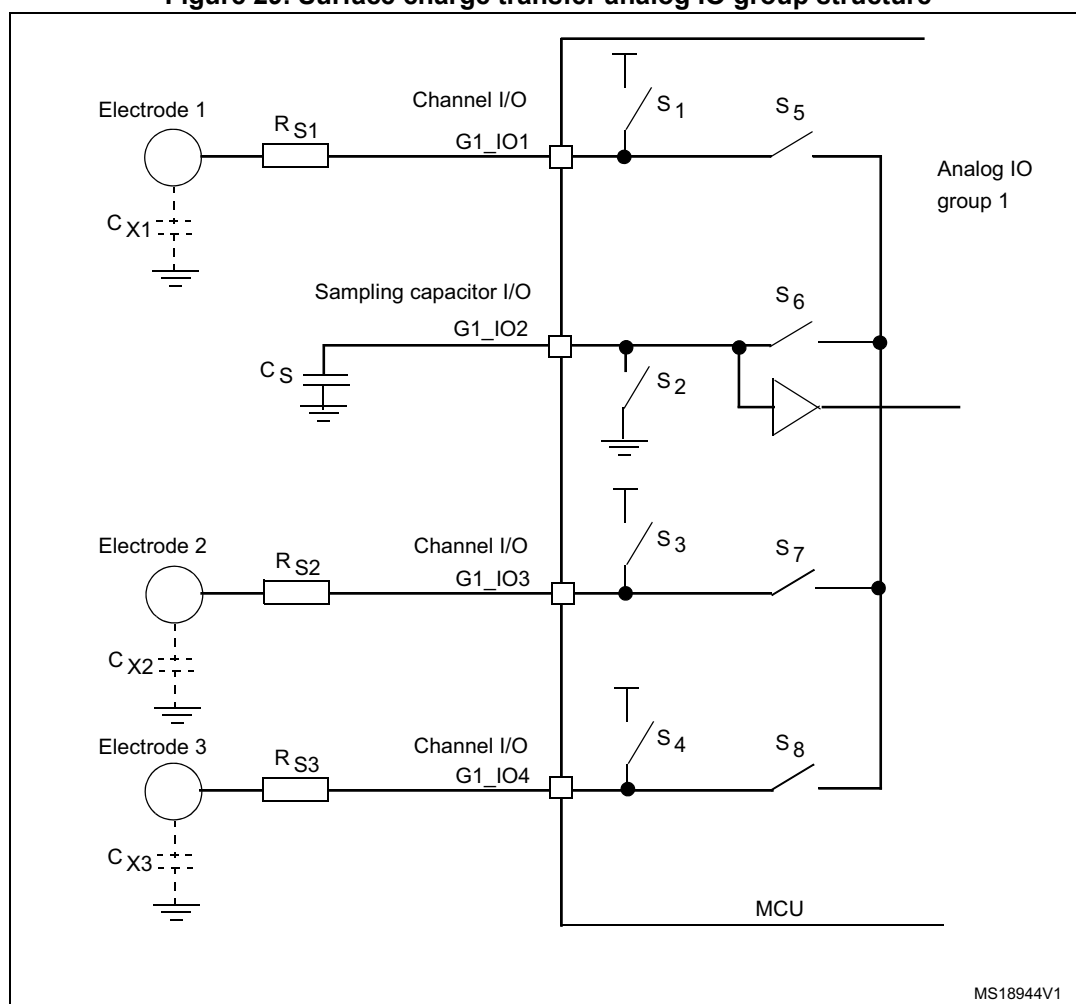 Figure 29. Surface charge transfer analog IO group structure
Electrode 1
RS1
Channel I/O
G1_IO1
S1
S5
Analog IO
group 1
CX1
Sampling capacitor I/O
G1_IO2
S6
CS
S2
Electrode 2
RS2
Channel I/O
G1_IO3
S3
S7
CX2
Electrode 3
RS3
Channel I/O
G1_IO4
S4
S8
CX3
MCU
MS18944V1